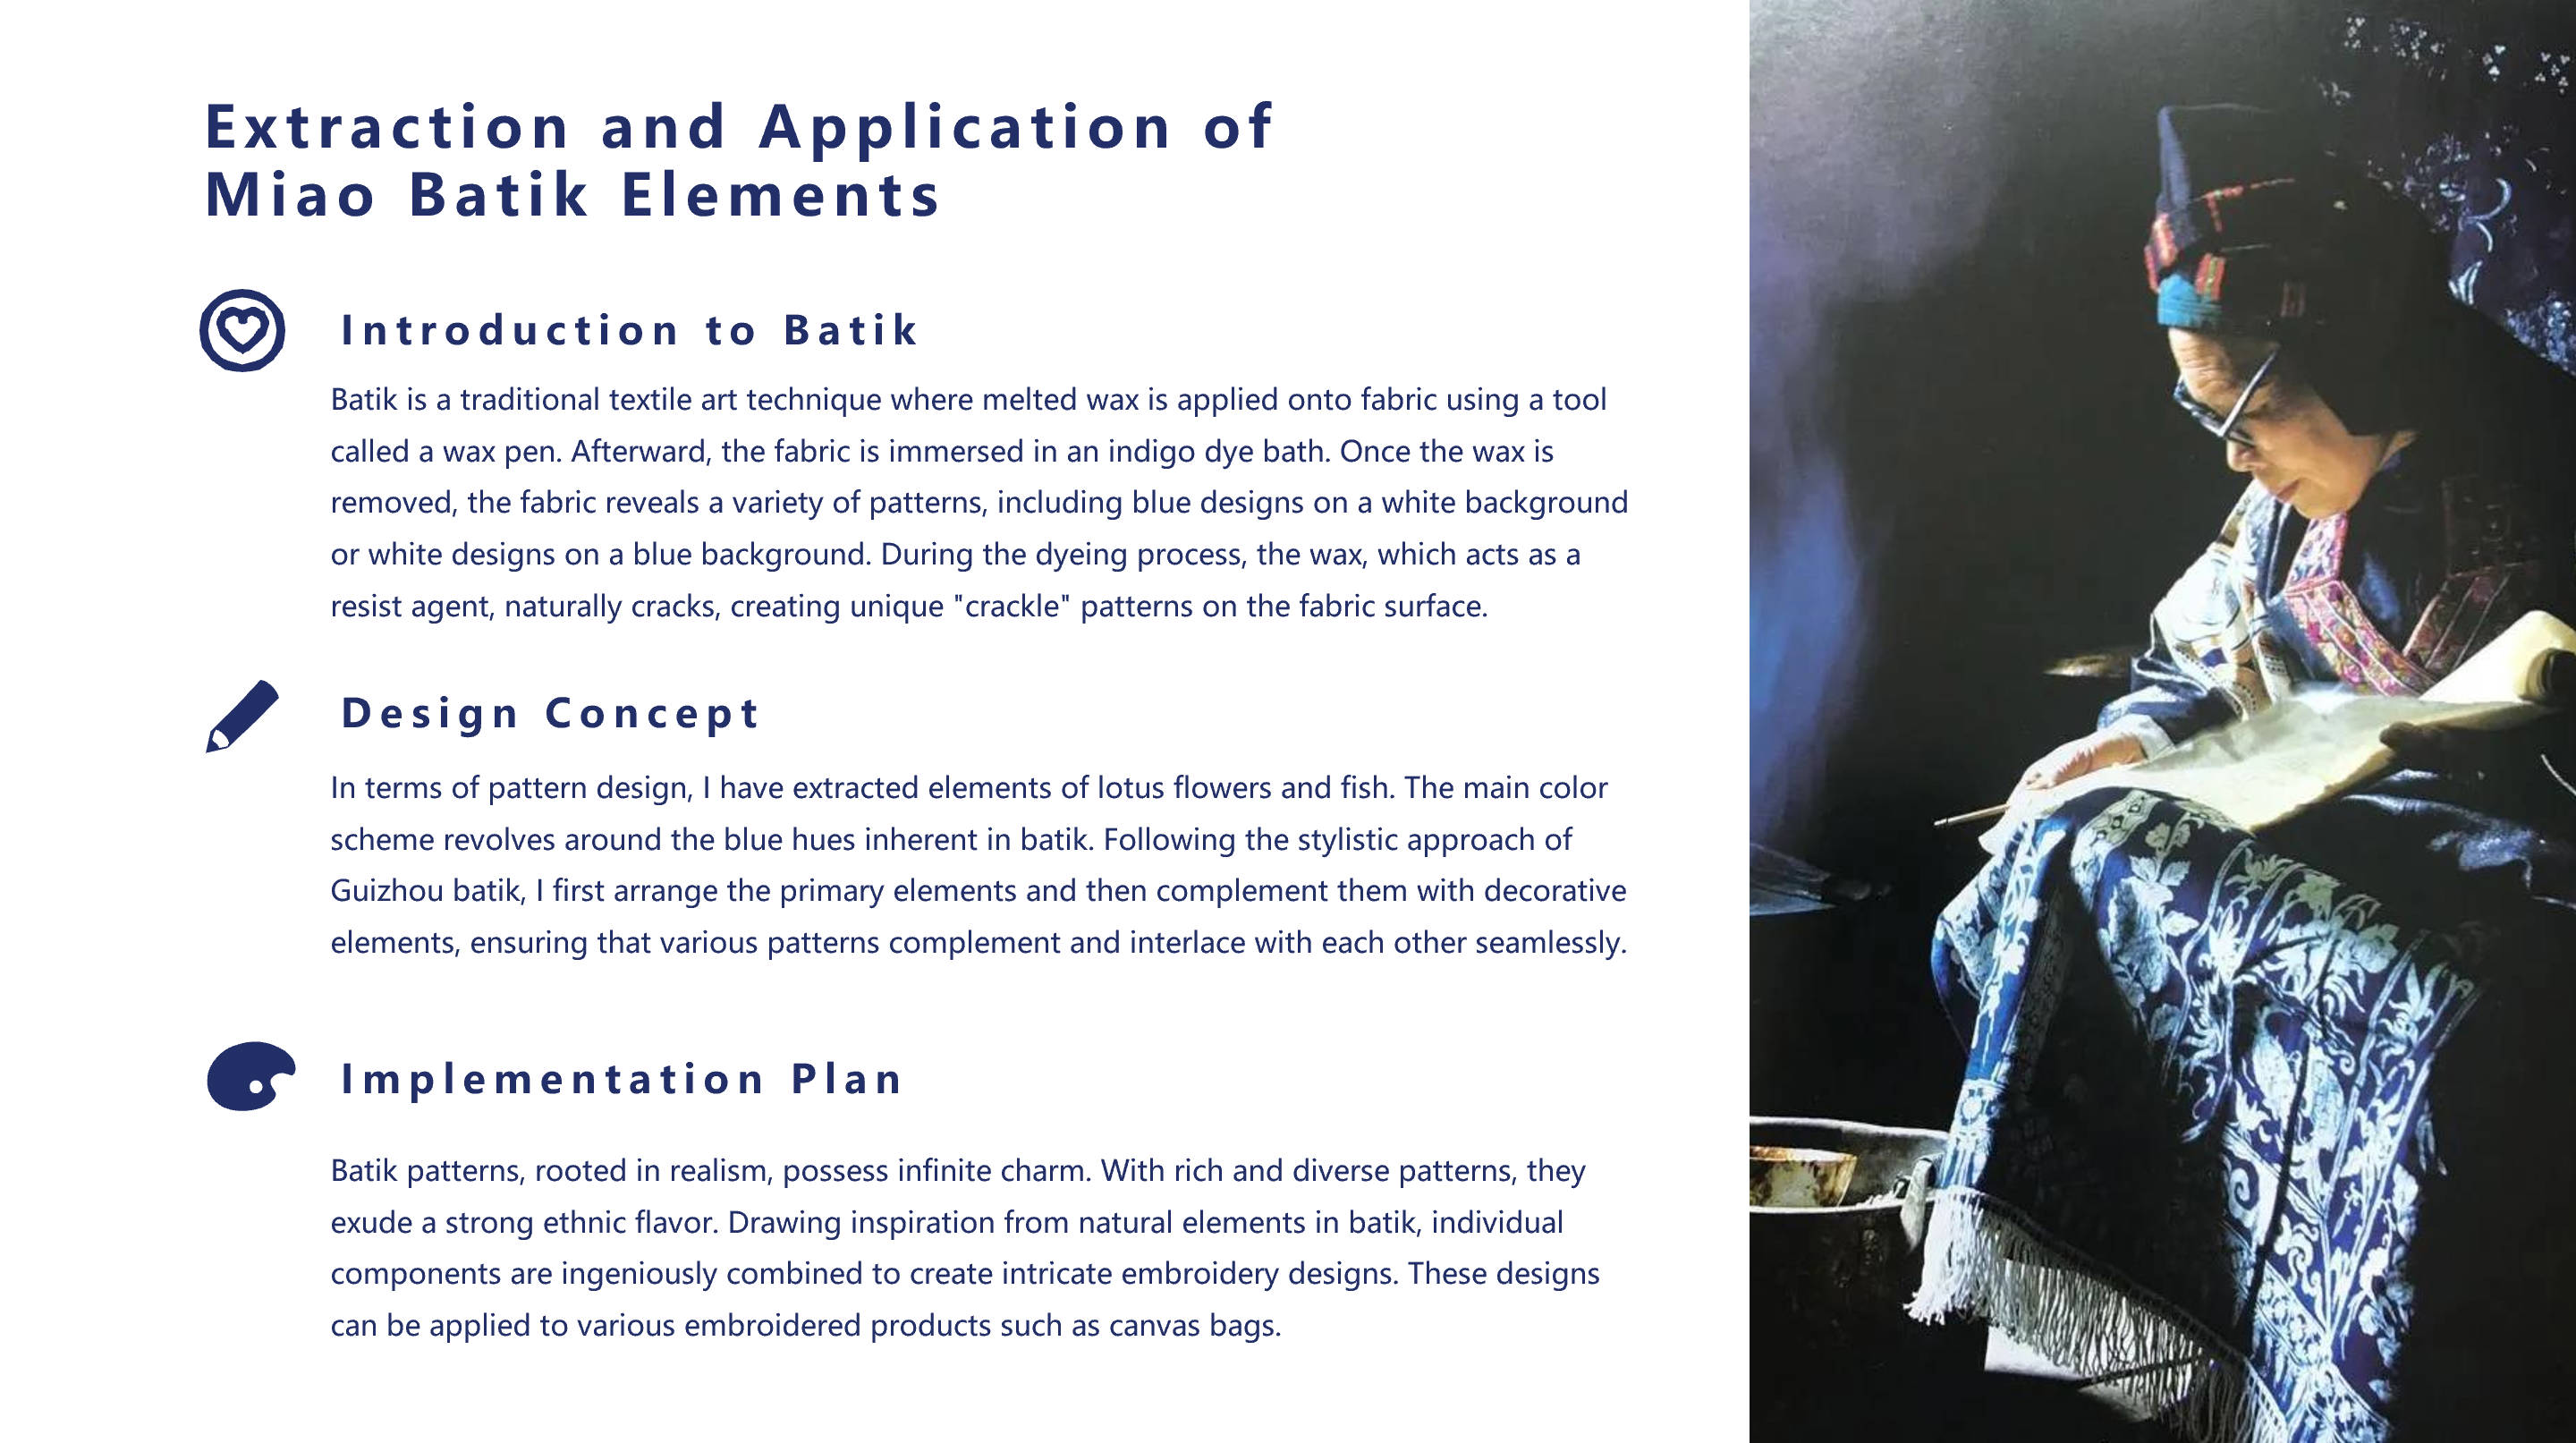 Extraction and Application of
Miao Batik Elements
Introduction to Batik
Batik is a traditional textile art technique where melted wax is applied onto fabric using a tool
called a wax pen. Afterward, the fabric is immersed in an indigo dye bath. Once the wax is
removed, the fabric reveals a variety of patterns, including blue designs on a white background
or white designs on a blue background. During the dyeing process, the wax, which acts as a
resist agent, naturally cracks, creating unique "crackle" patterns on the fabric surface.
Design Concept
In terms of pattern design, I have extracted elements of lotus flowers and fish. The main color
scheme revolves around the blue hues inherent in batik. Following the stylistic approach of
Guizhou batik, I first arrange the primary elements and then complement them with decorative
elements, ensuring that various patterns complement and interlace with each other seamlessly.
Implementation Plan
Batik patterns, rooted in realism, possess infinite charm. With rich and diverse patterns, they
exude a strong ethnic flavor. Drawing inspiration from natural elements in batik, individual
components are ingeniously combined to create intricate embroidery designs. These designs
can be applied to various embroidered products such as canvas bags.